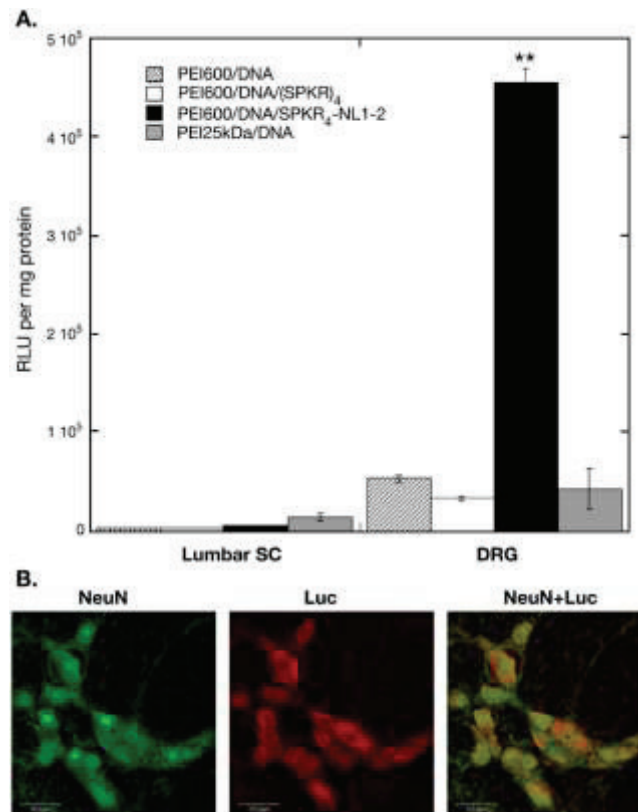 A.
5 10⁵
4 10⁵
3 10⁵
2 10⁵
1 10⁵
0
RLU per mg protein
PEI600/DNA
PEI600/DNA/(SPKR)₄
PEI600/DNA/SPKR₄-NL1-2
PEI25kDa/DNA
**
Lumbar SC
DRG
B.
NeuN
Luc
NeuN+Luc